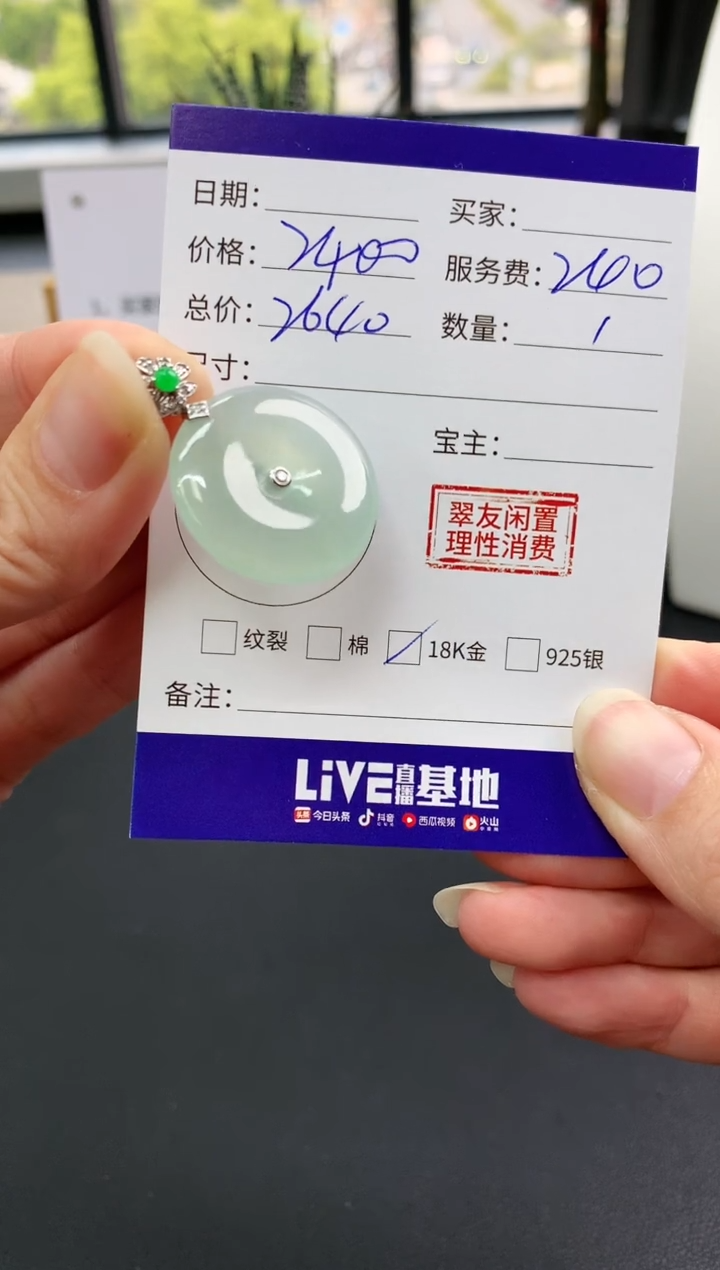 日期：
买家：
价格： 2400
服务费： 240
总价： 2640
数量： 1
寸：
宝主：
翠友闲置
理性消费
纹裂 棉 18K金 925银
备注：
LiVE直播基地
头条 今日头条 抖音 西瓜视频 火山